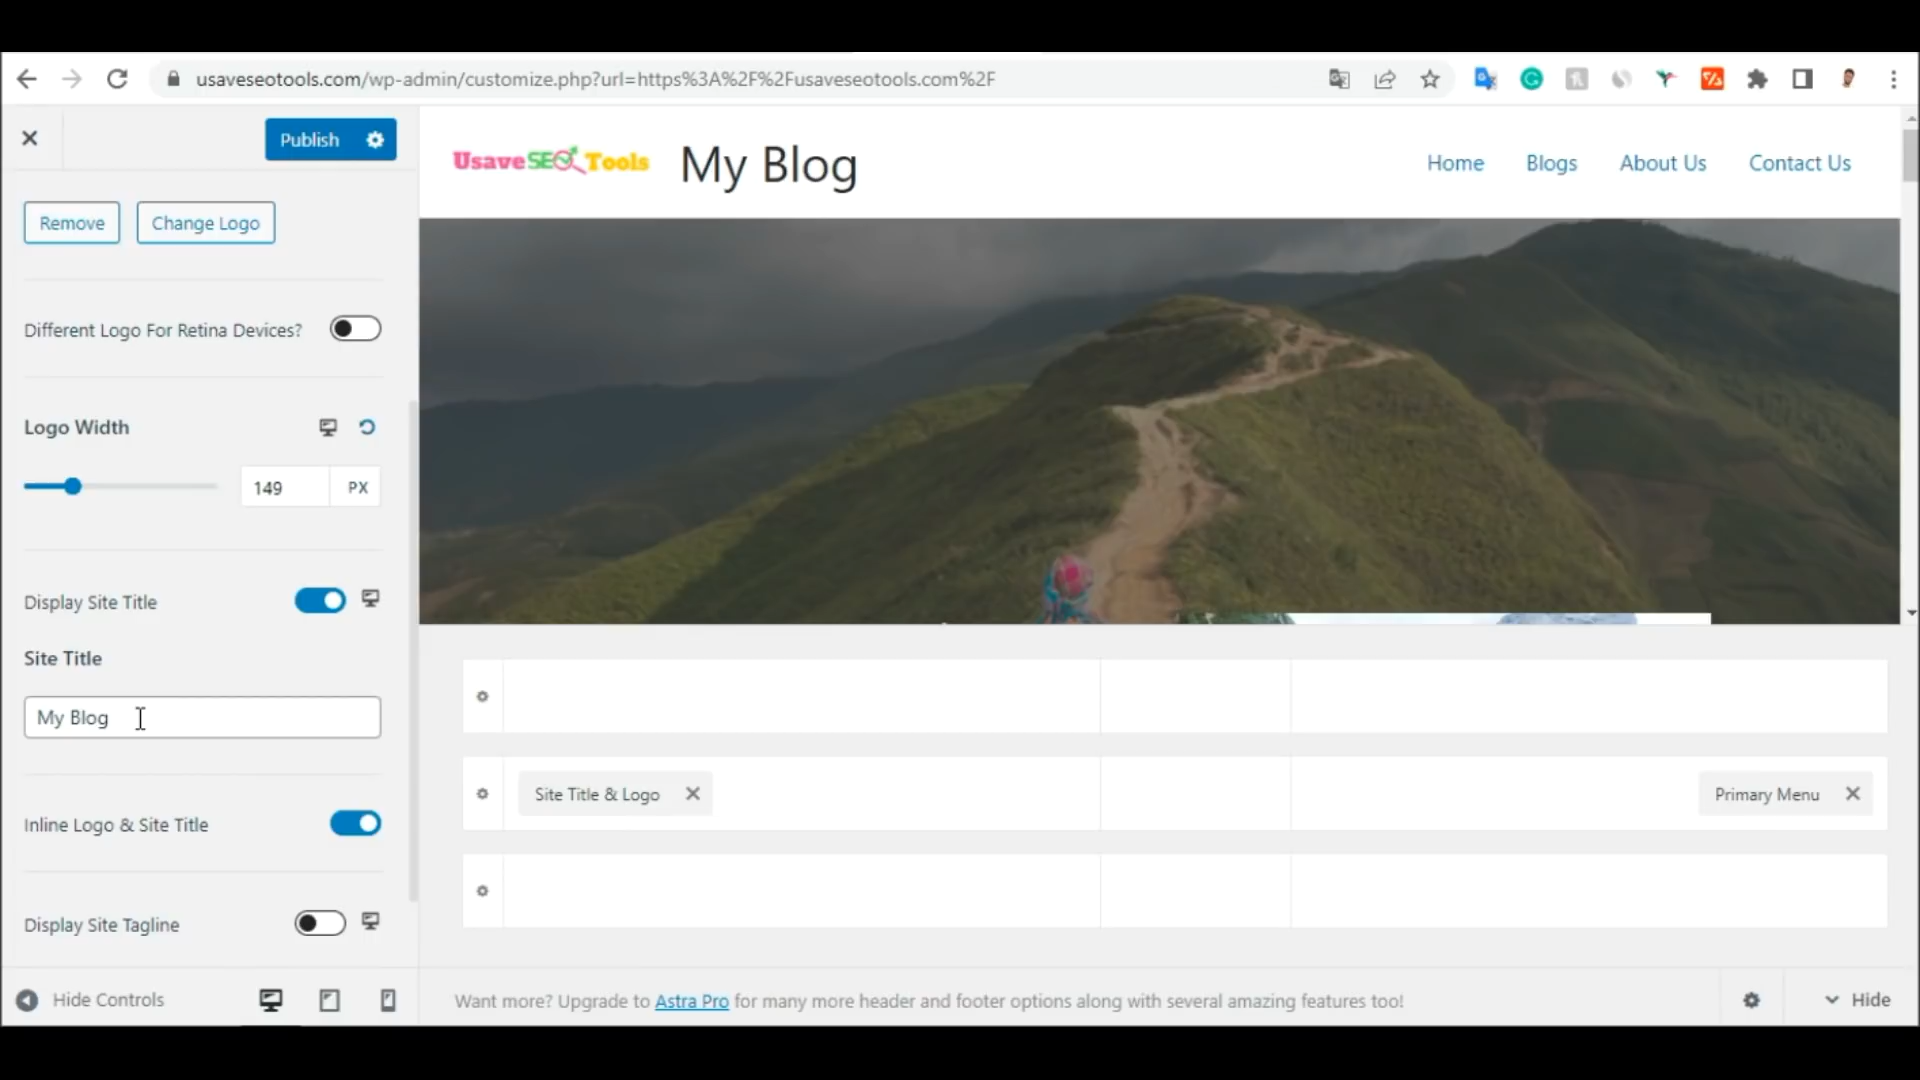 usaveseotools.com/wp-admin/customize.php?url=https%3A%2F%2Fusaveseotools.com%2F
Publish
Remove
Change Logo
Different Logo For Retina Devices?
Logo Width
149 PX
Display Site Title
Site Title
My Blog
Inline Logo & Site Title
Display Site Tagline
Hide Controls
UsaveSEOTools My Blog Home Blogs About Us Contact Us
Site Title & Logo
Primary Menu
Want more? Upgrade to Astra Pro for many more header and footer options along with several amazing features too!
Hide